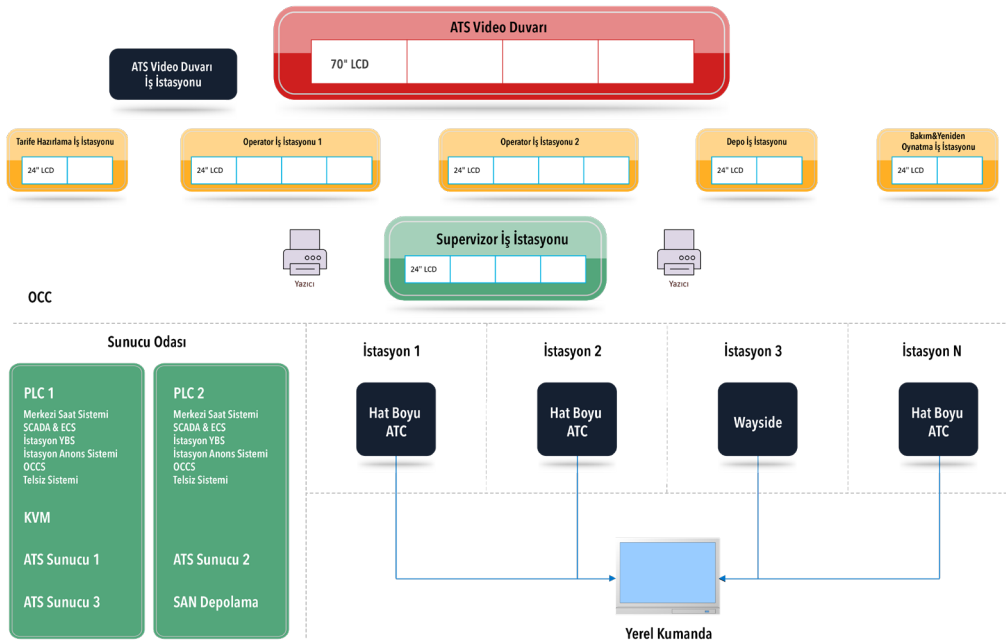 ATS Video Duvarı
70" LCD
ATS Video Duvarı
İş İstasyonu
Tarife Hazırlama İş İstasyonu
24" LCD
Operator İş İstasyonu 1
24" LCD
Operator İş İstasyonu 2
24" LCD
Depo İş İstasyonu
24" LCD
Bakım&Yeniden
Oynatma İş İstasyonu
24" LCD
Yazıcı
Supervizor İş İstasyonu
24" LCD
Yazıcı
OCC
Sunucu Odası
PLC 1
Merkezi Saat Sistemi
SCADA & ECS
İstasyon YBS
İstasyon Anons Sistemi
OCCS
Telsiz Sistemi
KVM
ATS Sunucu 1
ATS Sunucu 3
PLC 2
Merkezi Saat Sistemi
SCADA & ECS
İstasyon YBS
İstasyon Anons Sistemi
OCCS
Telsiz Sistemi
ATS Sunucu 2
SAN Depolama
İstasyon 1
Hat Boyu
ATC
İstasyon 2
Hat Boyu
ATC
İstasyon 3
Wayside
İstasyon N
Hat Boyu
ATC
Yerel Kumanda